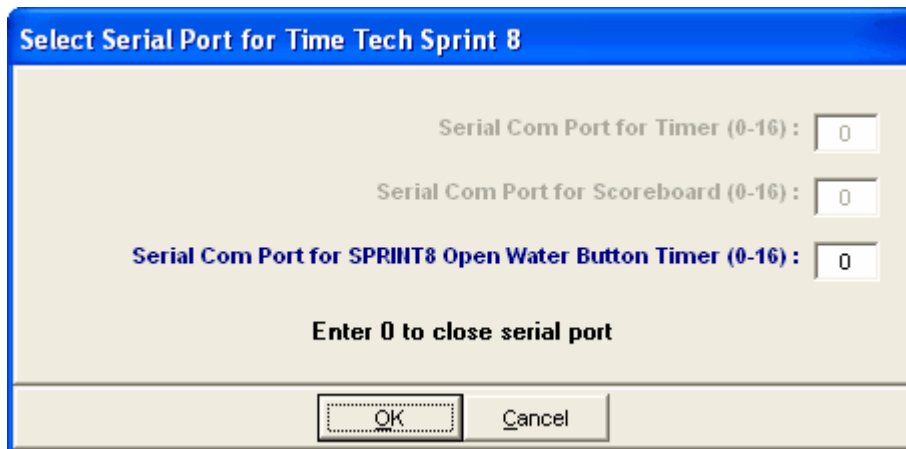 Select Serial Port for Time Tech Sprint 8
Serial Com Port for Timer (0-16) : 0
Serial Com Port for Scoreboard (0-16) : 0
Serial Com Port for SPRINT8 Open Water Button Timer (0-16) : 0
Enter 0 to close serial port
OK Cancel